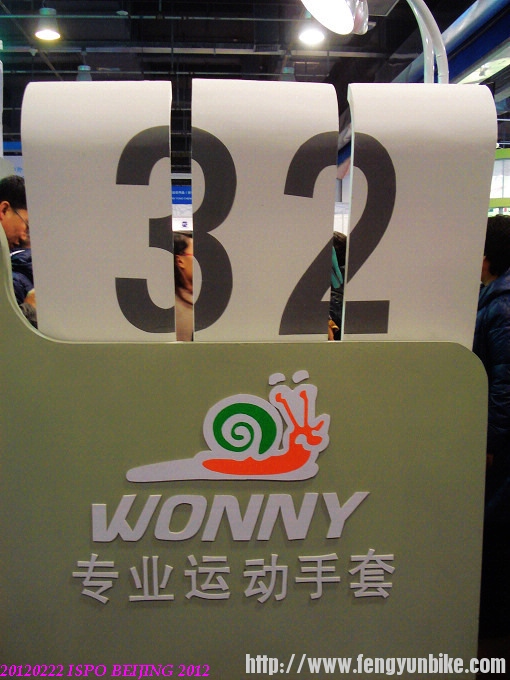 32
WONNY
专业运动手套
20120222 ISPO BEIJING 2012
http://www.fengyunbike.com